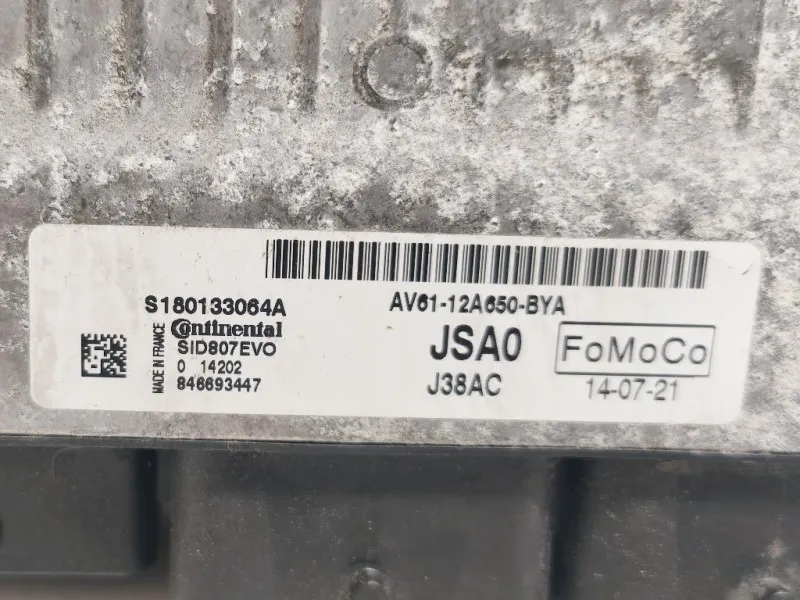 S180133064A
Continental
SID807EVO
0 14202
846693447
MADE IN FRANCE
AV61-12A650-BYA
JSA0
J38AC
FoMoCo
14-07-21